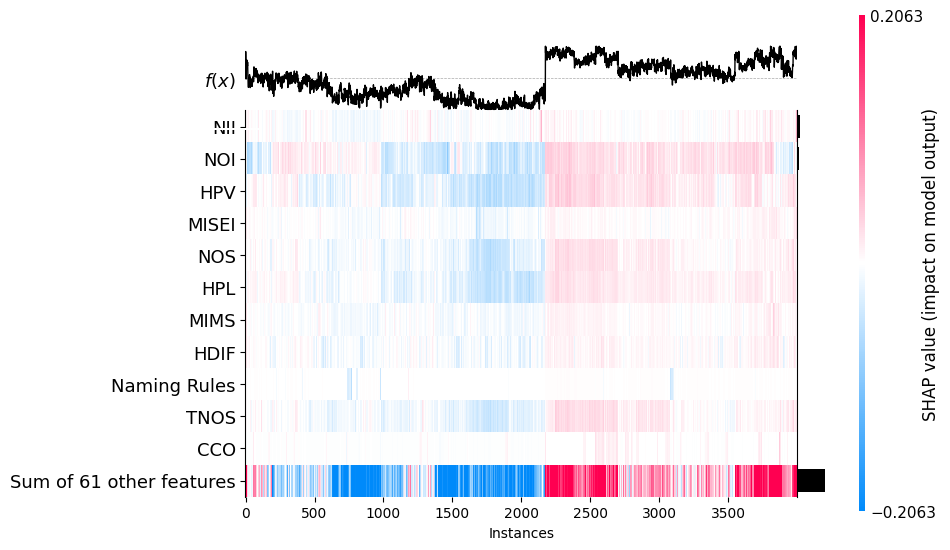 0.2063
f(x)
NII
NOI
HPV
MISEI
NOS
HPL
MIMS
HDIF
Naming Rules
TNOS
CCO
Sum of 61 other features
0 500 1000 1500 2000 2500 3000 3500
Instances
−0.2063
SHAP value (impact on model output)